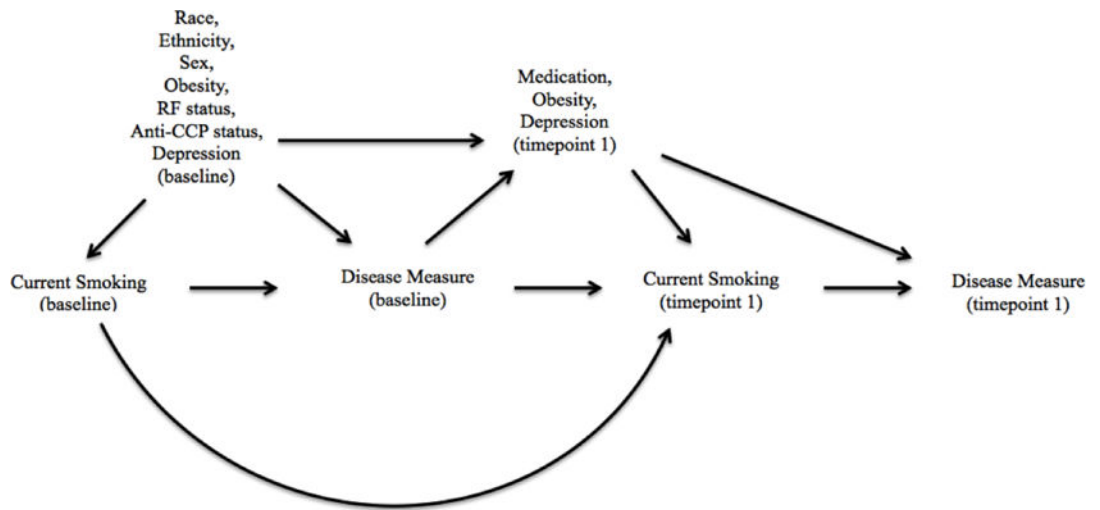 Race,
Ethnicity,
Sex,
Obesity,
RF status,
Anti-CCP status,
Depression
(baseline)
Medication,
Obesity,
Depression
(timepoint 1)
Current Smoking
(baseline)
Disease Measure
(baseline)
Current Smoking
(timepoint 1)
Disease Measure
(timepoint 1)